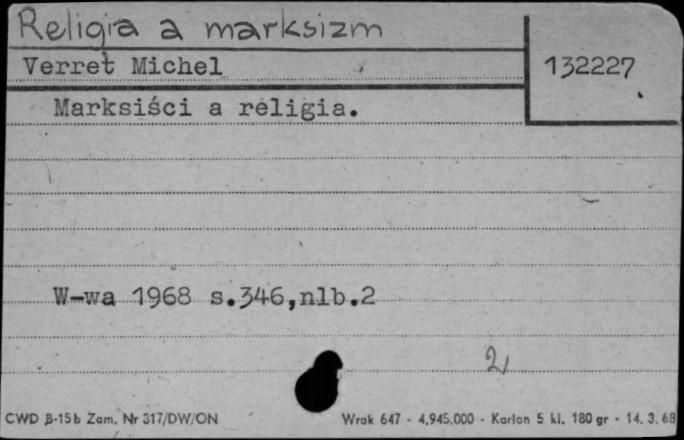 Religia a marksizm
Verret Michel
132227
Marksiści a religia.
W-wa 1968 s.346,nlb.2
2
CWD B-15b Zam. Nr 317/DW/ON
Wrak 647 - 4.945.000 - Karton 5 kl. 180 gr - 14. 3. 68